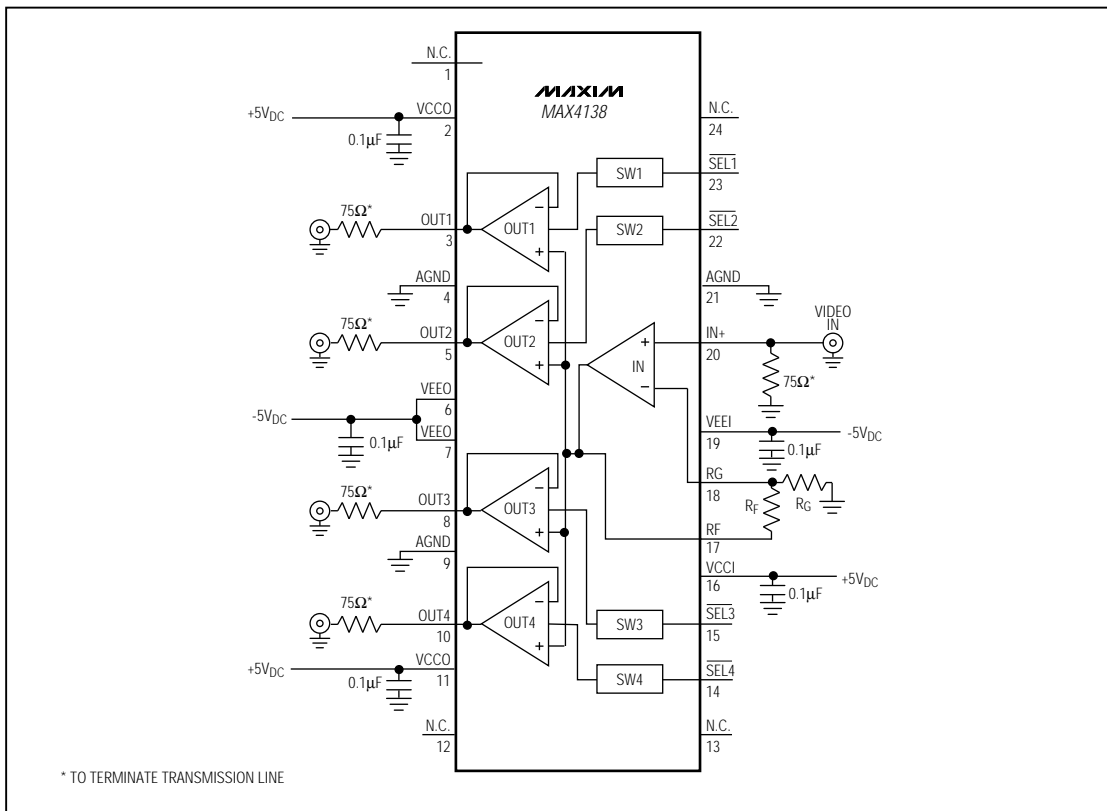 N.C.
1
MAXIM
MAX4138
+5VDC
VCCO
2
0.1µF
N.C.
24
SW1
SEL1
23
75Ω*
OUT1
3
−
OUT1
+
SW2
SEL2
22
AGND
4
AGND
21
75Ω*
OUT2
5
−
OUT2
+
+
IN
−
IN+
20
VIDEO
IN
75Ω*
VEEO
6
-5VDC
VEEO
7
0.1µF
VEEI
19
-5VDC
0.1µF
75Ω*
OUT3
8
−
OUT3
+
RG
18
RF
RG
AGND
9
RF
17
VCCI
16
+5VDC
0.1µF
75Ω*
OUT4
10
−
OUT4
+
SW3
SEL3
15
+5VDC
VCCO
11
0.1µF
SW4
SEL4
14
N.C.
12
N.C.
13
* TO TERMINATE TRANSMISSION LINE